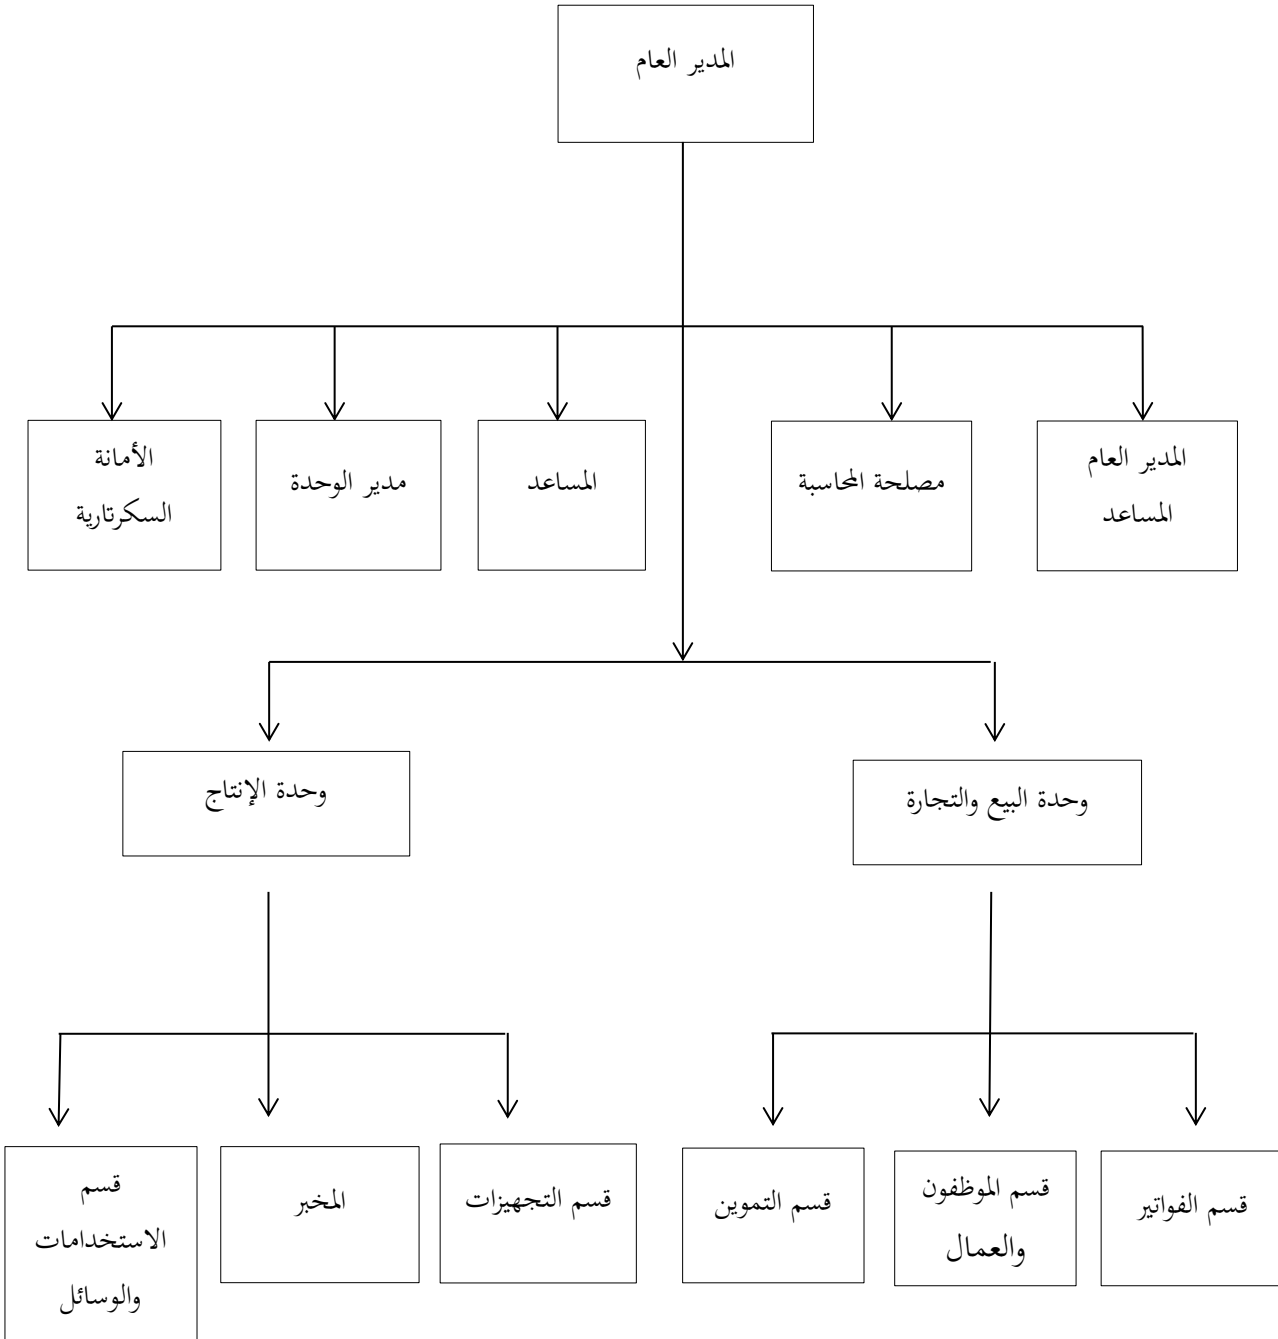 المدير العام
المدير العام
المساعد
مصلحة المحاسبة
المساعد
مدير الوحدة
الأمانة
السكرتارية
وحدة البيع والتجارة
وحدة الإنتاج
قسم الفواتير
قسم الموظفون
والعمال
قسم التموين
قسم التجهيزات
المخبر
قسم
الاستخدامات
والوسائل